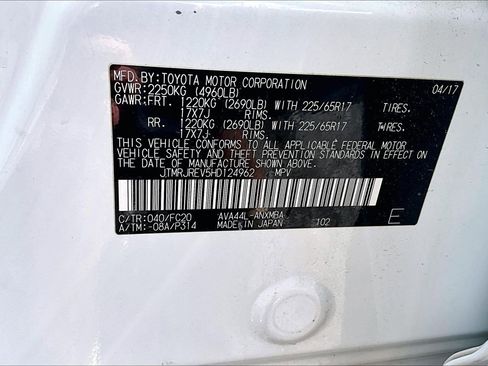 MFD. BY: TOYOTA MOTOR CORPORATION 04/17
GVWR: 2250KG (4960LB)
GAWR: FRT. 1220KG (2690LB) WITH 225/65R17 TIRES.
17X7J RIMS.
RR. 1220KG (2690LB) WITH 225/65R17 TIRES.
17X7J RIMS.
THIS VEHICLE CONFORMS TO ALL APPLICABLE FEDERAL MOTOR
VEHICLE SAFETY AND THEFT PREVENTION STANDARDS IN EFFECT ON
THE DATE OF MANUFACTURE SHOWN ABOVE.
JTMRJREV5HD124962 MPV
C/TR: 040/FC20 AVA44L-ANXMBA
A/TM: -08A/P314 MADE IN JAPAN 102 E